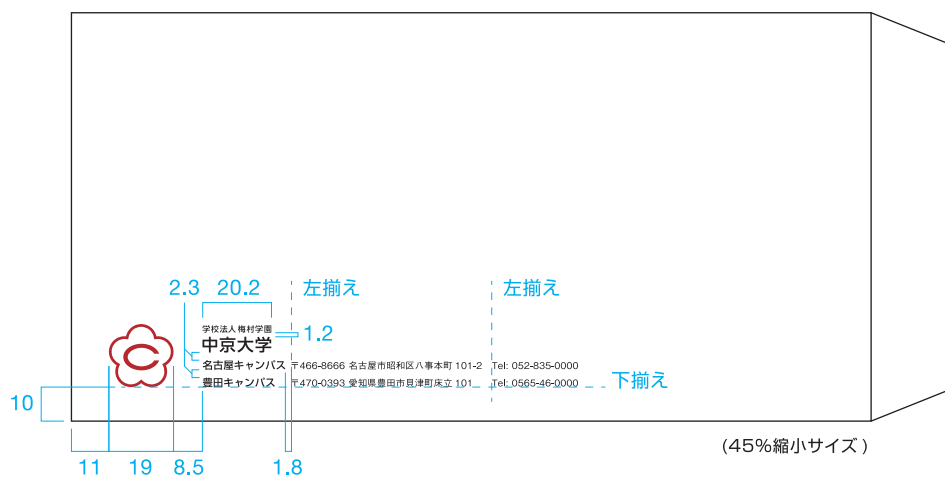 2.3 20.2 左揃え 左揃え
学校法人 梅村学園
1.2
中京大学
名古屋キャンパス 〒466-8666 名古屋市昭和区八事本町 101-2 Tel: 052-835-0000
豊田キャンパス 〒470-0393 愛知県豊田市貝津町床立 101 Tel: 0565-46-0000
下揃え
C
10
(45%縮小サイズ)
11 19 8.5 1.8